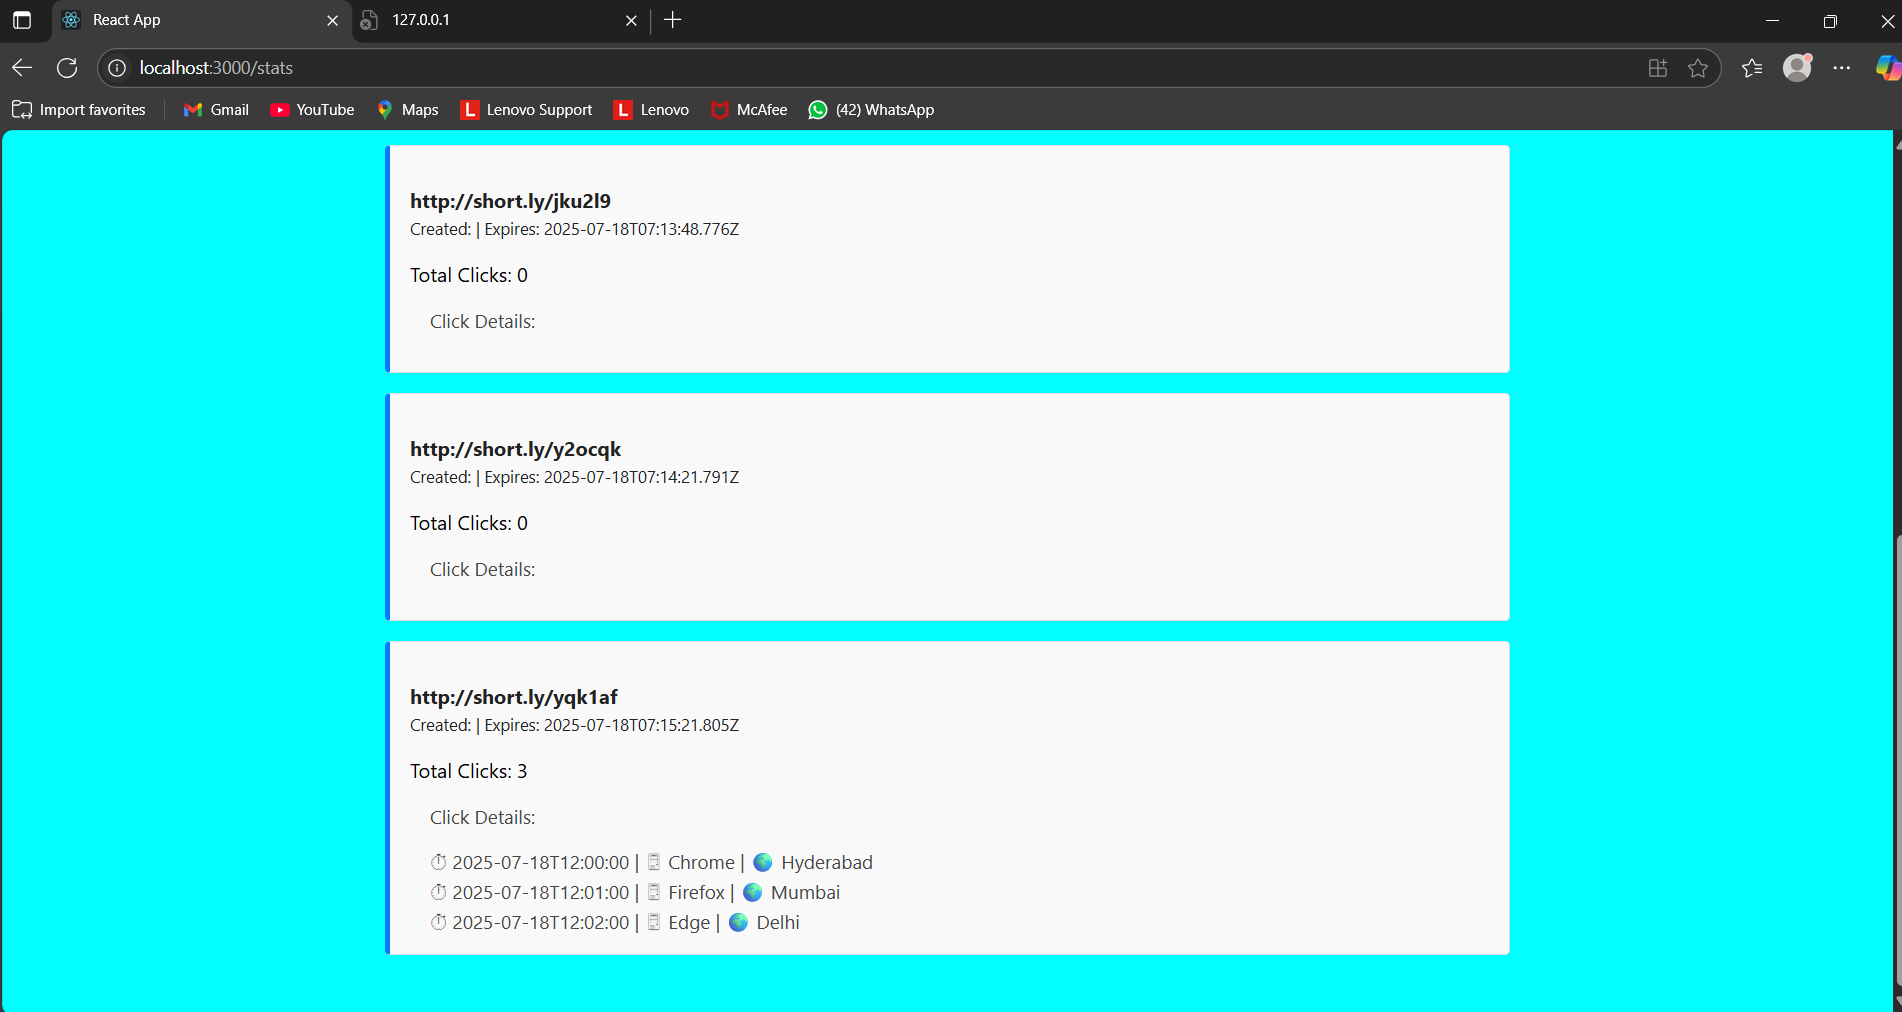 React App
127.0.0.1
localhost:3000/stats
Import favorites
Gmail
YouTube
Maps
L Lenovo Support
L Lenovo
McAfee
(42) WhatsApp
http://short.ly/jku2l9
Created: | Expires: 2025-07-18T07:13:48.776Z
Total Clicks: 0
Click Details:
http://short.ly/y2ocqk
Created: | Expires: 2025-07-18T07:14:21.791Z
Total Clicks: 0
Click Details:
http://short.ly/yqk1af
Created: | Expires: 2025-07-18T07:15:21.805Z
Total Clicks: 3
Click Details:
⏱ 2025-07-18T12:00:00 | 🖥 Chrome | 🌍 Hyderabad
⏱ 2025-07-18T12:01:00 | 🖥 Firefox | 🌍 Mumbai
⏱ 2025-07-18T12:02:00 | 🖥 Edge | 🌍 Delhi